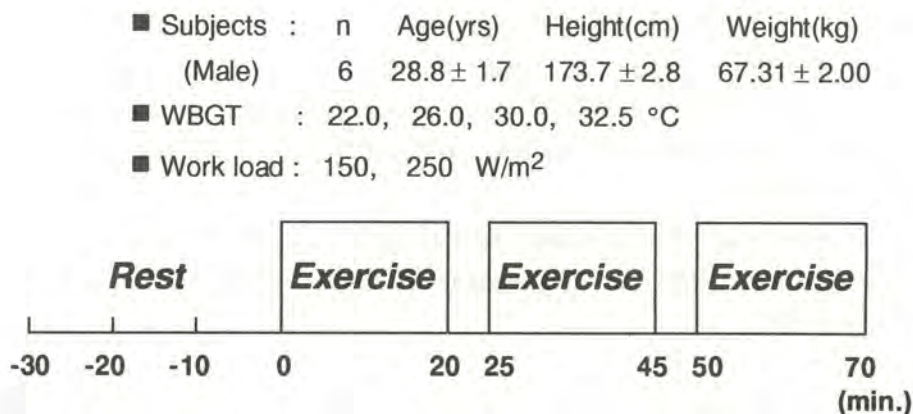 ■ Subjects : n Age(yrs) Height(cm) Weight(kg)
(Male) 6 28.8 ± 1.7 173.7 ± 2.8 67.31 ± 2.00
■ WBGT : 22.0, 26.0, 30.0, 32.5 °C
■ Work load : 150, 250 W/m²
Rest Exercise Exercise Exercise
-30 -20 -10 0 20 25 45 50 70
(min.)